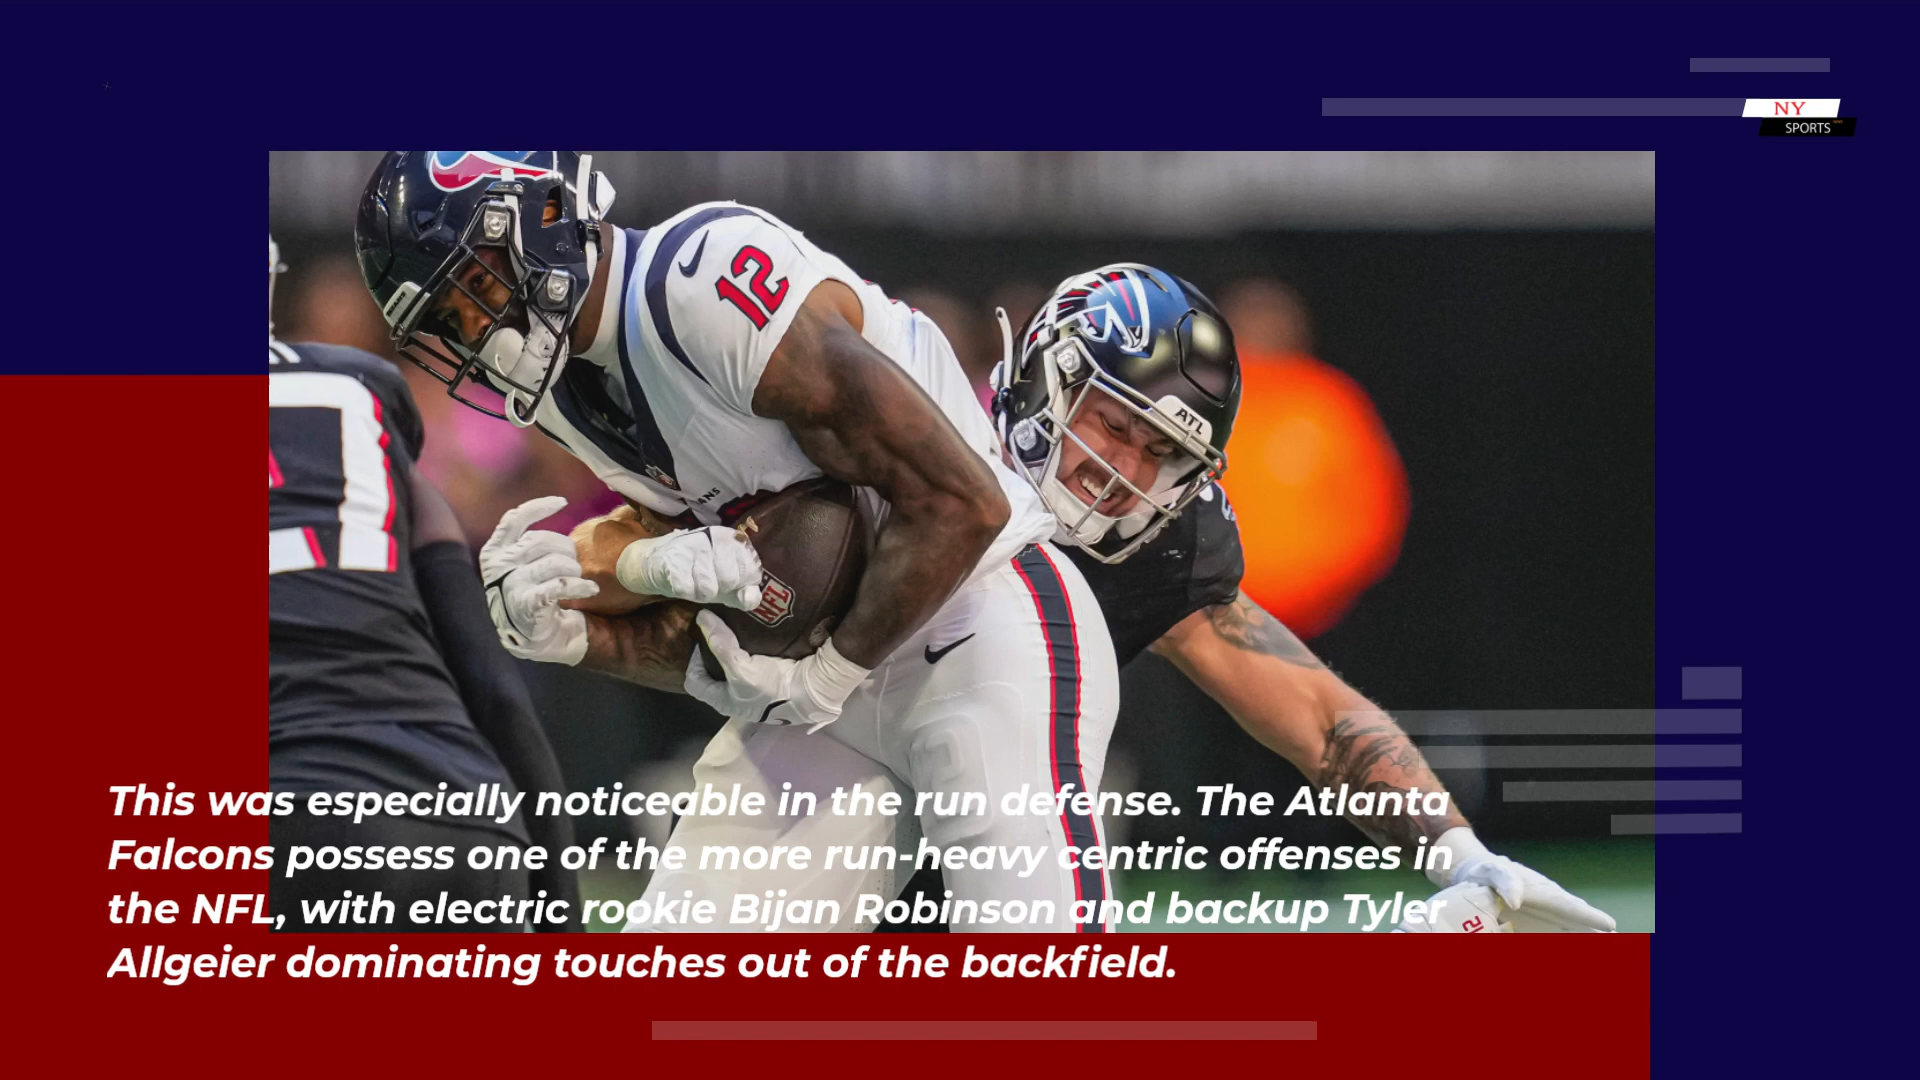 NY
SPORTS
12
ATL
ANS
NFL
This was especially noticeable in the run defense. The Atlanta
Falcons possess one of the more run-heavy centric offenses in
the NFL, with electric rookie Bijan Robinson and backup Tyler
Allgeier dominating touches out of the backfield.